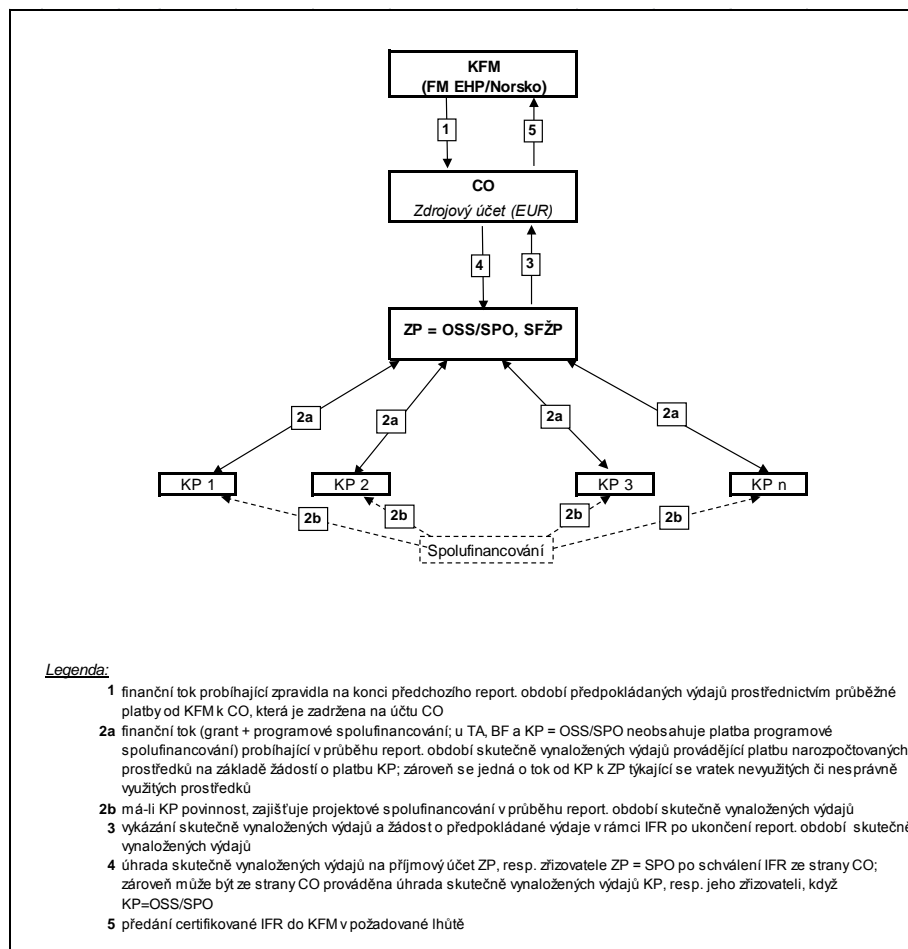 KFM
(FM EHP/Norsko)
1
5
CO
Zdrojový účet (EUR)
4
3
ZP = OSS/SPO, SFŽP
2a
2a
2a
2a
KP 1
KP 2
KP 3
KP n
2b
2b
2b
2b
Spolufinancování
Legenda:
1 finanční tok probíhající zpravidla na konci předchozího report. období předpokládaných výdajů prostřednictvím průběžné
platby od KFM k CO, která je zadržena na účtu CO
2a finanční tok (grant + programové spolufinancování; u TA, BF a KP = OSS/SPO neobsahuje platba programové
spolufinancování) probíhající v průběhu report. období skutečně vynaložených výdajů provádějící platbu narozpočtovaných
prostředků na základě žádostí o platbu KP; zároveň se jedná o tok od KP k ZP týkající se vratek nevyužitých či nesprávně
využitých prostředků
2b má-li KP povinnost, zajišťuje projektové spolufinancování v průběhu report. období skutečně vynaložených výdajů
3 vykázání skutečně vynaložených výdajů a žádost o předpokládané výdaje v rámci IFR po ukončení report. období skutečně
vynaložených výdajů
4 úhrada skutečně vynaložených výdajů na příjmový účet ZP, resp. zřizovatele ZP = SPO po schválení IFR ze strany CO;
zároveň může být ze strany CO prováděna úhrada skutečně vynaložených výdajů KP, resp. jeho zřizovateli, když
KP=OSS/SPO
5 předání certifikované IFR do KFM v požadované lhůtě